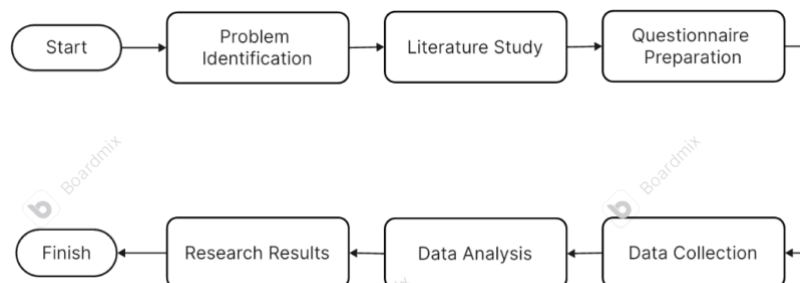 Start
Problem
Identification
Literature Study
Questionnaire
Preparation
Boardmix
Boardmix
Finish
Research Results
Data Analysis
Data Collection